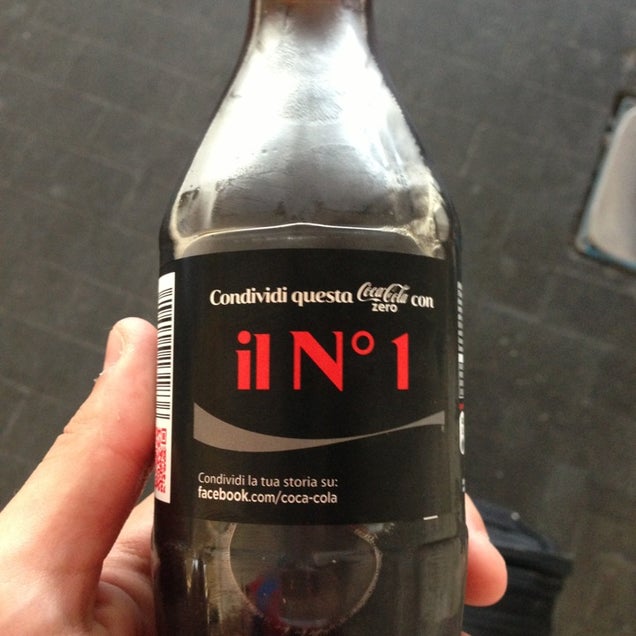 Condividi questa Coca-Cola zero con
il N° 1
Condividi la tua storia su:
facebook.com/coca-cola